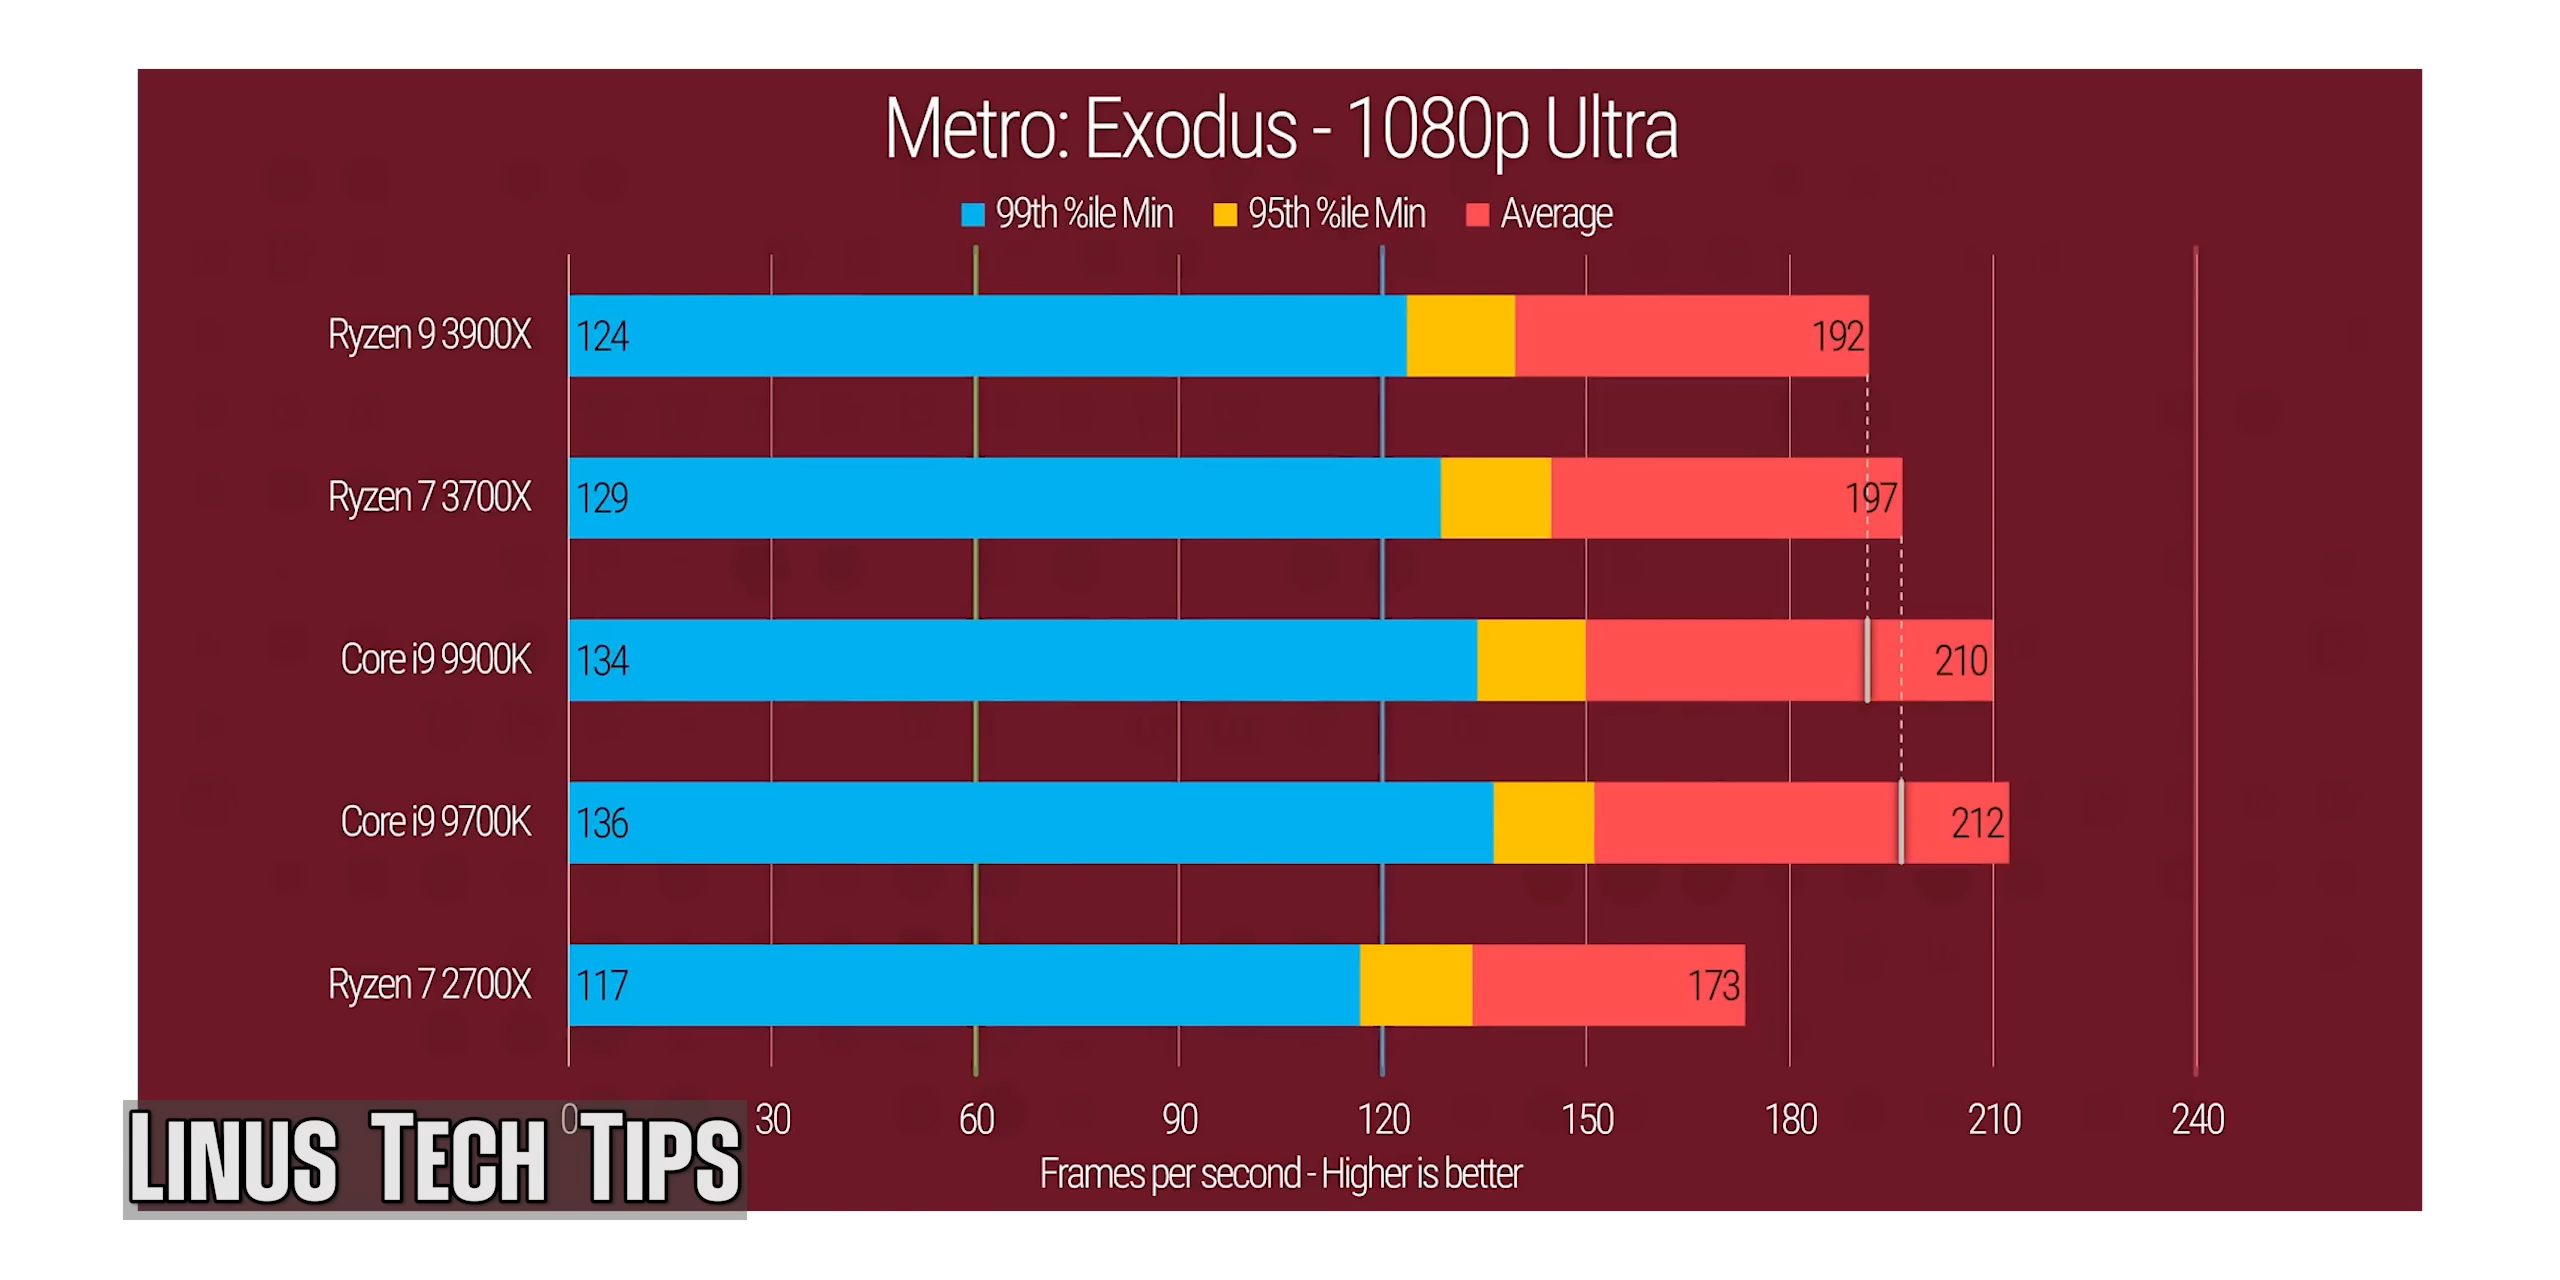 Metro: Exodus - 1080p Ultra
99th %ile Min 95th %ile Min Average
Ryzen 9 3900X 124 192
Ryzen 7 3700X 129 197
Core i9 9900K 134 210
Core i9 9700K 136 212
Ryzen 7 2700X 117 173
0 30 60 90 120 150 180 210 240
Frames per second - Higher is better
LINUS TECH TIPS